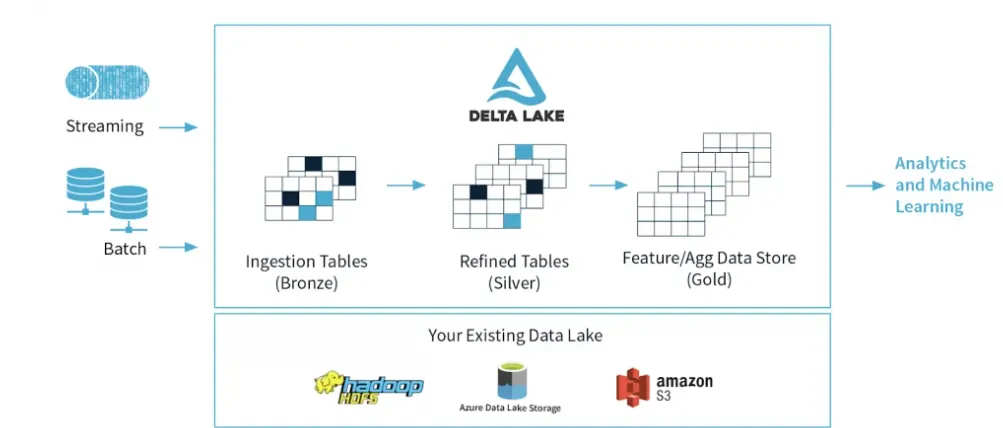 DELTA LAKE
Streaming
Batch
Ingestion Tables
(Bronze)
Refined Tables
(Silver)
Feature/Agg Data Store
(Gold)
Analytics
and Machine
Learning
Your Existing Data Lake
hadoop
HDFS
Azure Data Lake Storage
amazon
S3